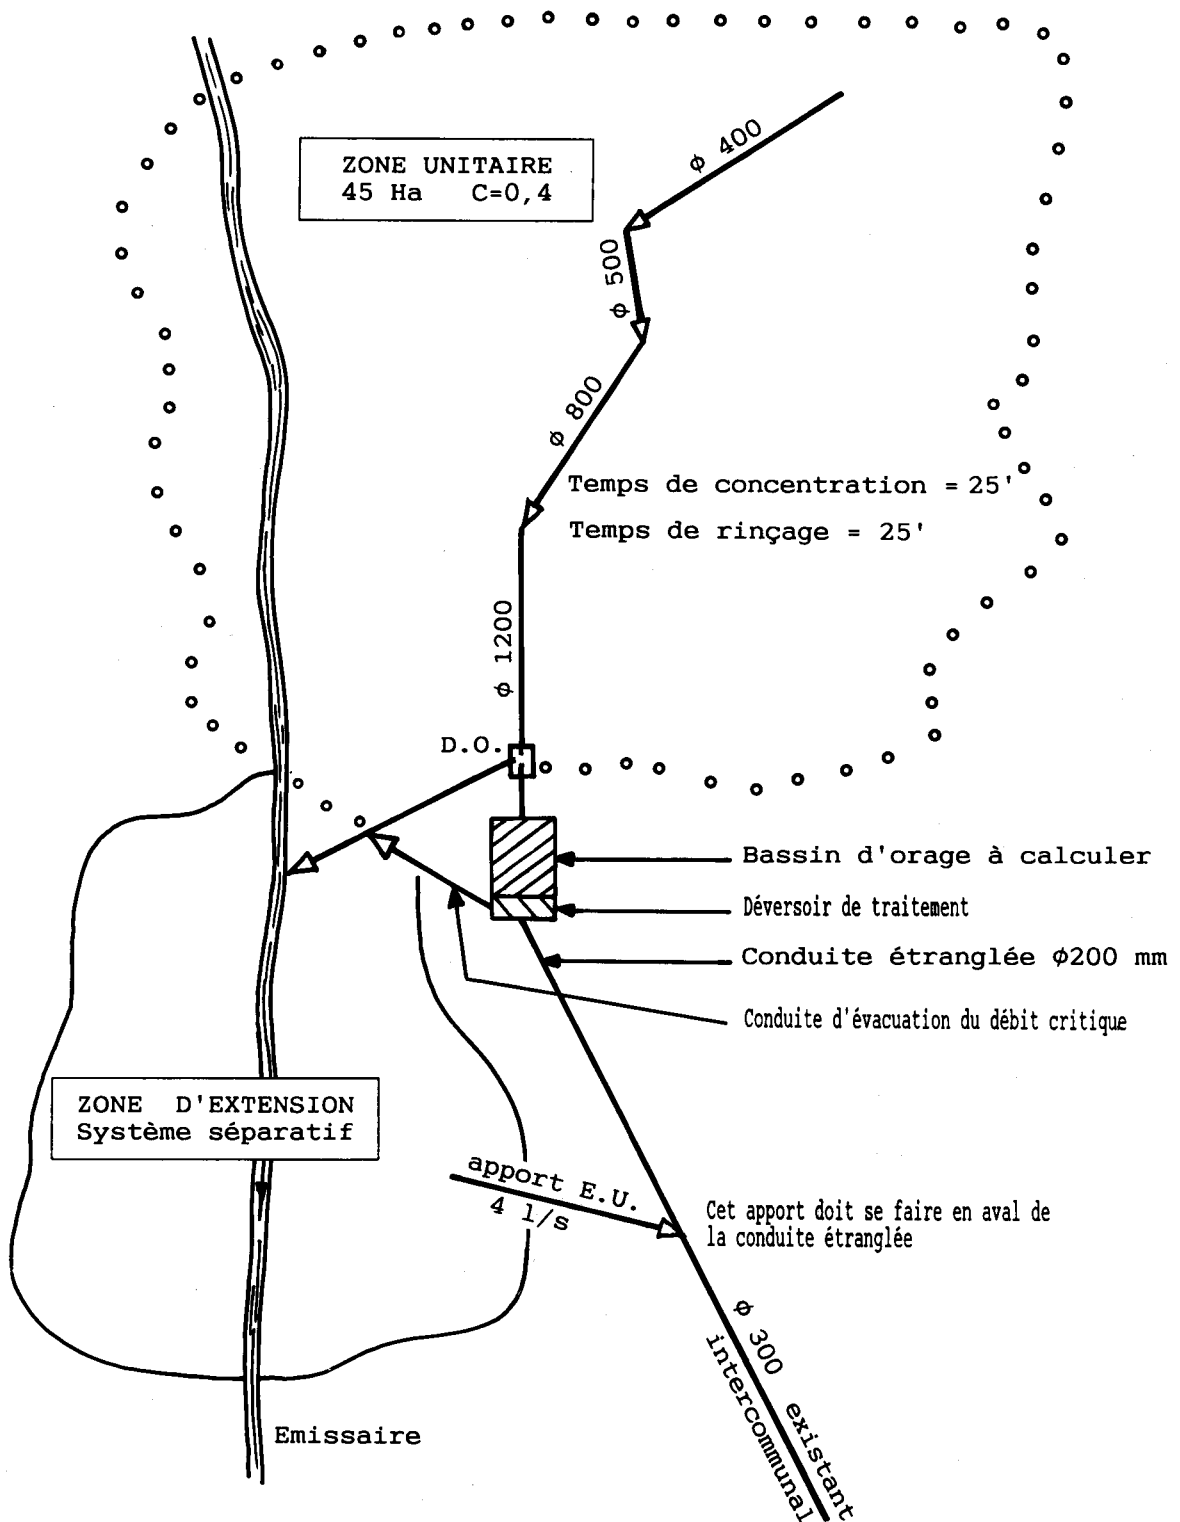 ϕ 400
ZONE UNITAIRE
45 Ha C=0,4
ϕ 500
ϕ 800
Temps de concentration = 25'
Temps de rinçage = 25'
ϕ 1200
D.O.
Bassin d'orage à calculer
Déversoir de traitement
Conduite étranglée ϕ200 mm
Conduite d'évacuation du débit critique
ZONE D'EXTENSION
Système séparatif
apport E.U.
4 l/s
Cet apport doit se faire en aval de
la conduite étranglée
ϕ 300 existant
intercommunal
Emissaire